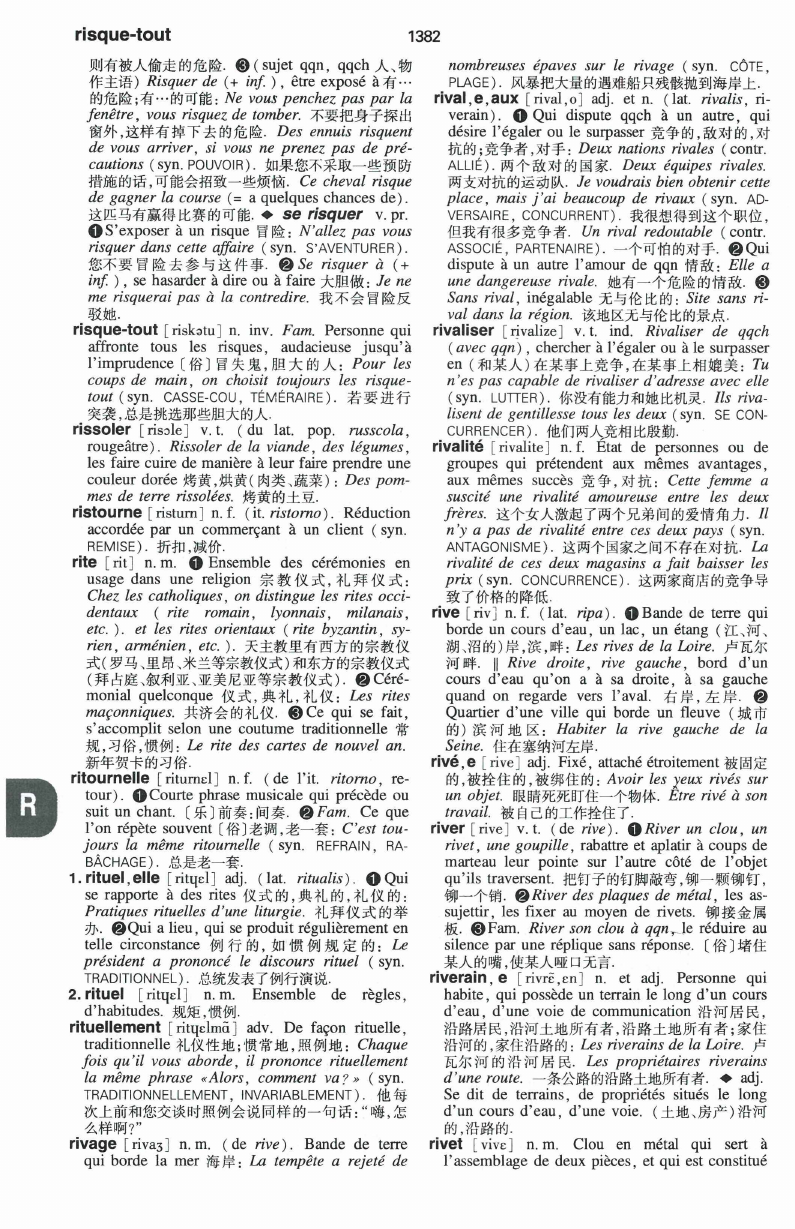 risque-tout
1382
则有被人偷走的危险. ❸ (sujet qqn, qqch 人、物
作主语) Risquer de (+ inf. ) , être exposé à 有…
的危险;有…的可能: Ne vous penchez pas par la
fenêtre, vous risquez de tomber. 不要把身子探出
窗外,这样有掉下去的危险. Des ennuis risquent
de vous arriver, si vous ne prenez pas de pré-
cautions (syn. POUVOIR) . 如果您不采取一些预防
措施的话,可能会招致一些烦恼. Ce cheval risque
de gagner la course (= a quelques chances de) .
这匹马有赢得比赛的可能. ◆ se risquer v. pr.
❶S'exposer à un risque 冒险: N'allez pas vous
risquer dans cette affaire ( syn. S'AVENTURER) .
您不要冒险去参与这件事. ❷ Se risquer à ( +
inf. ) , se hasarder à dire ou à faire 大胆做: Je ne
me risquerai pas à la contredire. 我不会冒险反
驳她.
risque-tout [riskətu] n. inv. Fam. Personne qui
affronte tous les risques, audacieuse jusqu'à
l'imprudence [俗]冒失鬼,胆大的人: Pour les
coups de main, on choisit toujours les risque-
tout ( syn. CASSE-COU, TÉMÉRAIRE) . 若要进行
突袭,总是挑选那些胆大的人.
rissoler [risɔle] v. t. ( du lat. pop. russcola,
rougeâtre) . Rissoler de la viande, des légumes,
les faire cuire de manière à leur faire prendre une
couleur dorée 烤黄,烘黄(肉类、蔬菜) : Des pom-
mes de terre rissolées. 烤黄的土豆.
ristourne [risturn] n. f. (it. ristorno) . Réduction
accordée par un commerçant à un client ( syn.
REMISE) . 折扣,减价.
rite [rit] n. m. ❶ Ensemble des cérémonies en
usage dans une religion 宗教仪式,礼拜仪式:
Chez les catholiques, on distingue les rites occi-
dentaux ( rite romain, lyonnais, milanais,
etc. ). et les rites orientaux (rite byzantin, sy-
rien, arménien, etc. ). 天主教里有西方的宗教仪
式(罗马、里昂、米兰等宗教仪式)和东方的宗教仪式
(拜占庭、叙利亚、亚美尼亚等宗教仪式) . ❷ Céré-
monial quelconque 仪式,典礼,礼仪: Les rites
maçonniques. 共济会的礼仪. ❸Ce qui se fait,
s'accomplit selon une coutume traditionnelle 常
规,习俗,惯例: Le rite des cartes de nouvel an.
新年贺卡的习俗.
ritournelle [riturnɛl] n. f. ( de l'it. ritorno, re-
tour) . ❶Courte phrase musicale qui précède ou
suit un chant. [乐]前奏;间奏. ❷Fam. Ce que
l'on répète souvent [俗]老调,老一套: C'est tou-
jours la même ritournelle ( syn. REFRAIN, RA-
BÂCHAGE) . 总是老一套.
1. rituel,elle [ritɥɛl] adj. ( lat. ritualis) . ❶ Qui
se rapporte à des rites 仪式的,典礼的,礼仪的:
Pratiques rituelles d'une liturgie. 礼拜仪式的举
办. ❷Qui a lieu, qui se produit régulièrement en
telle circonstance 例行的,如惯例规定的: Le
président a prononcé le discours rituel ( syn.
TRADITIONNEL) . 总统发表了例行演说.
2. rituel [ritɥɛl] n. m. Ensemble de règles,
d'habitudes. 规矩,惯例.
rituellement [ritɥɛlmɑ̃] adv. De façon rituelle,
traditionnelle 礼仪性地;惯常地,照例地: Chaque
fois qu'il vous aborde, il prononce rituellement
la même phrase «Alors, comment va? » ( syn.
TRADITIONNELLEMENT, INVARIABLEMENT) . 他每
次上前和您交谈时照例会说同样的一句话:“嗨,怎
么样啊?”
rivage [rivaʒ] n. m. ( de rive) . Bande de terre
qui borde la mer 海岸: La tempête a rejeté de
nombreuses épaves sur le rivage ( syn. CÔTE,
PLAGE) . 风暴把大量的遇难船只残骸抛到海岸上.
rival,e,aux [rival,o] adj. et n. ( lat. rivalis, ri-
verain) . ❶ Qui dispute qqch à un autre, qui
désire l'égaler ou le surpasser 竞争的,敌对的,对
抗的;竞争者,对手: Deux nations rivales ( contr.
ALLIÉ) . 两个敌对的国家. Deux équipes rivales.
两支对抗的运动队. Je voudrais bien obtenir cette
place, mais j'ai beaucoup de rivaux ( syn. AD-
VERSAIRE, CONCURRENT) . 我很想得到这个职位,
但我有很多竞争者. Un rival redoutable ( contr.
ASSOCIÉ, PARTENAIRE) . 一个可怕的对手. ❷Qui
dispute à un autre l'amour de qqn 情敌: Elle a
une dangereuse rivale. 她有一个危险的情敌. ❸
Sans rival, inégalable 无与伦比的: Site sans ri-
val dans la région. 该地区无与伦比的景点.
rivaliser [rivalize] v. t. ind. Rivaliser de qqch
( avec qqn) , chercher à l'égaler ou à le surpasser
en (和某人)在某事上竞争,在某事上相媲美: Tu
n'es pas capable de rivaliser d'adresse avec elle
( syn. LUTTER) . 你没有能力和她比机灵. Ils riva-
lisent de gentillesse tous les deux ( syn. SE CON-
CURRENCER) . 他们两人竞相比殷勤.
rivalité [rivalite] n. f. État de personnes ou de
groupes qui prétendent aux mêmes avantages,
aux mêmes succès 竞争,对抗: Cette femme a
suscité une rivalité amoureuse entre les deux
frères. 这个女人激起了两个兄弟间的爱情角力. Il
n'y a pas de rivalité entre ces deux pays ( syn.
ANTAGONISME) . 这两个国家之间不存在对抗. La
rivalité de ces deux magasins a fait baisser les
prix ( syn. CONCURRENCE) . 这两家商店的竞争导
致了价格的降低.
rive [riv] n. f. ( lat. ripa) . ❶Bande de terre qui
borde un cours d'eau, un lac, un étang (江、河、
湖、沼的)岸,滨,畔: Les rives de la Loire. 卢瓦尔
河畔. ‖ Rive droite, rive gauche, bord d'un
cours d'eau qu'on a à sa droite, à sa gauche
quand on regarde vers l'aval. 右岸,左岸. ❷
Quartier d'une ville qui borde un fleuve (城市
的)滨河地区: Habiter la rive gauche de la
Seine. 住在塞纳河左岸.
rivé,e [rive] adj. Fixé, attaché étroitement 被固定
的,被拴住的,被绑住的: Avoir les yeux rivés sur
un objet. 眼睛死死盯住一个物体. Être rivé à son
travail. 被自己的工作拴住了.
river [rive] v. t. ( de rive) . ❶River un clou, un
rivet, une goupille, rabattre et aplatir à coups de
marteau leur pointe sur l'autre côté de l'objet
qu'ils traversent. 把钉子的钉脚敲弯,铆一颗铆钉,
铆一个销. ❷River des plaques de métal, les as-
sujettir, les fixer au moyen de rivets. 铆接金属
板. ❸Fam. River son clou à qqn, le réduire au
silence par une réplique sans réponse. [俗]堵住
某人的嘴,使某人哑口无言.
riverain, e [rivrɛ̃,ɛn] n. et adj. Personne qui
habite, qui possède un terrain le long d'un cours
d'eau, d'une voie de communication 沿河居民,
沿路居民,沿河土地所有者,沿路土地所有者;家住
沿河的,家住沿路的: Les riverains de la Loire. 卢
瓦尔河的沿河居民. Les propriétaires riverains
d'une route. 一条公路的沿路土地所有者. ◆ adj.
Se dit de terrains, de propriétés situés le long
d'un cours d'eau, d'une voie. (土地、房产)沿河
的,沿路的.
rivet [vivɛ] n. m. Clou en métal qui sert à
l'assemblage de deux pièces, et qui est constitué
R